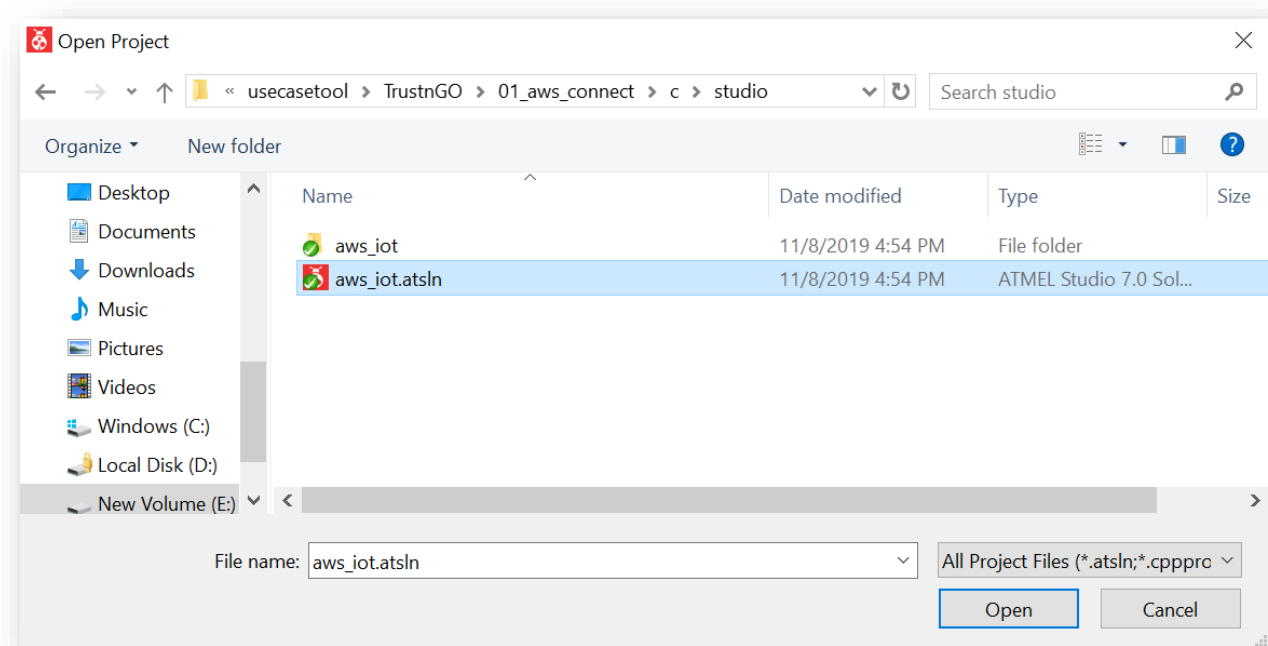 Open Project
« usecasetool > TrustnGO > 01_aws_connect > c > studio
Search studio
Organize
New folder
Desktop
Documents
Downloads
Music
Pictures
Videos
Windows (C:)
Local Disk (D:)
New Volume (E:)
Name Date modified Type Size
aws_iot 11/8/2019 4:54 PM File folder
aws_iot.atsln 11/8/2019 4:54 PM ATMEL Studio 7.0 Sol...
File name: aws_iot.atsln All Project Files (*.atsln;*.cpppro
Open Cancel